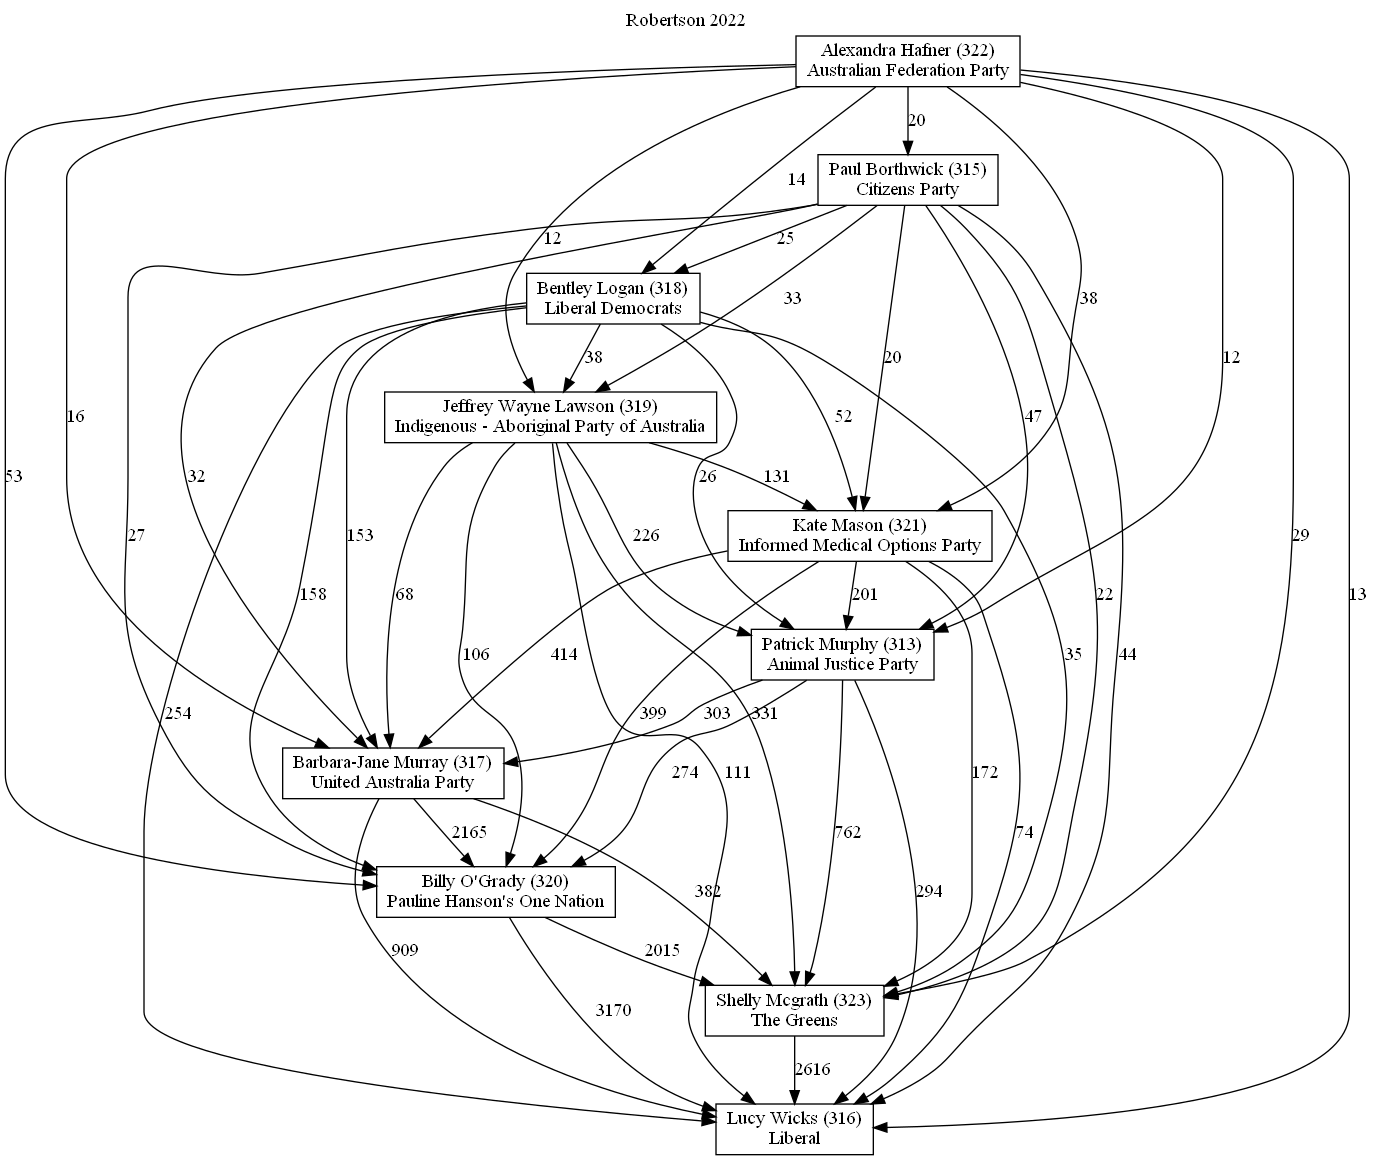 Robertson 2022
Alexandra Hafner (322)
Australian Federation Party
20
Paul Borthwick (315)
Citizens Party
14
12
25
Bentley Logan (318)
Liberal Democrats
33
38
38
20
12
Jeffrey Wayne Lawson (319)
Indigenous - Aboriginal Party of Australia
16
52
47
53
32
26
131
Kate Mason (321)
Informed Medical Options Party
27
153
226
29
158
68
201
22
13
Patrick Murphy (313)
Animal Justice Party
106
414
35
44
254
399
303
331
Barbara-Jane Murray (317)
United Australia Party
274
111
172
2165
762
74
Billy O'Grady (320)
Pauline Hanson's One Nation
382
294
909
2015
Shelly Mcgrath (323)
The Greens
3170
2616
Lucy Wicks (316)
Liberal